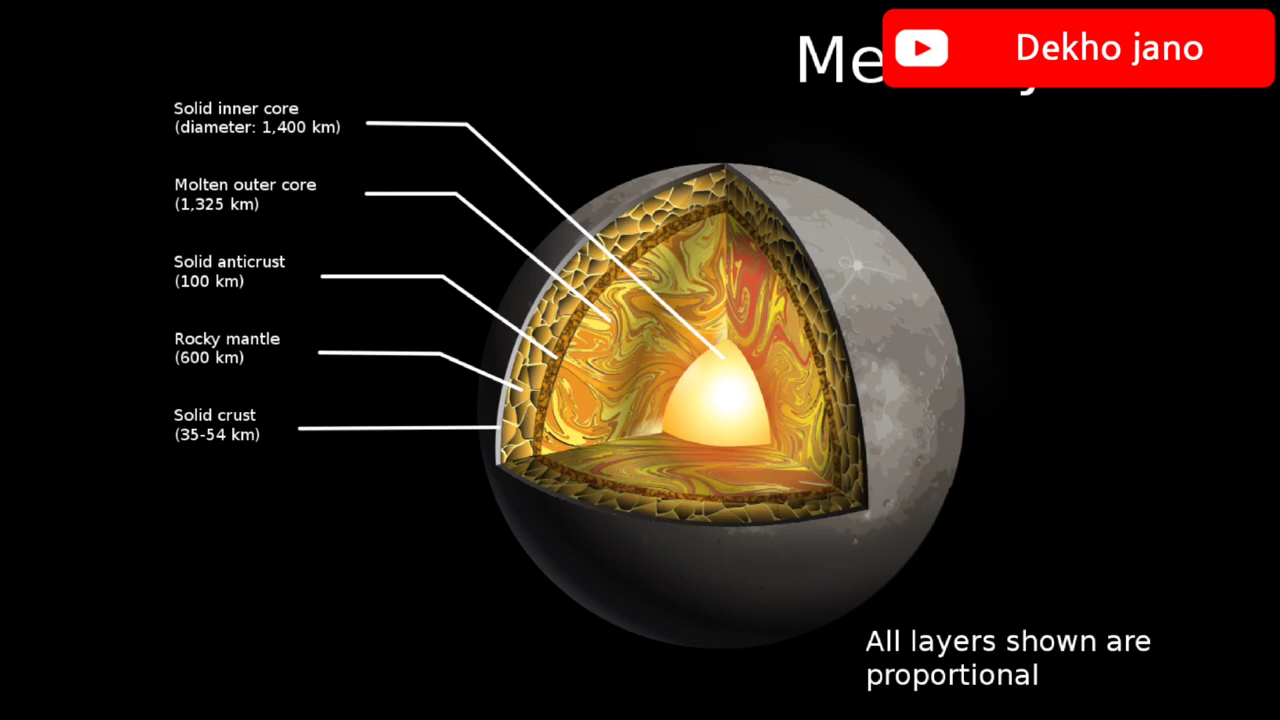 Dekho jano
Solid inner core
(diameter: 1,400 km)
Molten outer core
(1,325 km)
Solid anticrust
(100 km)
Rocky mantle
(600 km)
Solid crust
(35-54 km)
All layers shown are
proportional